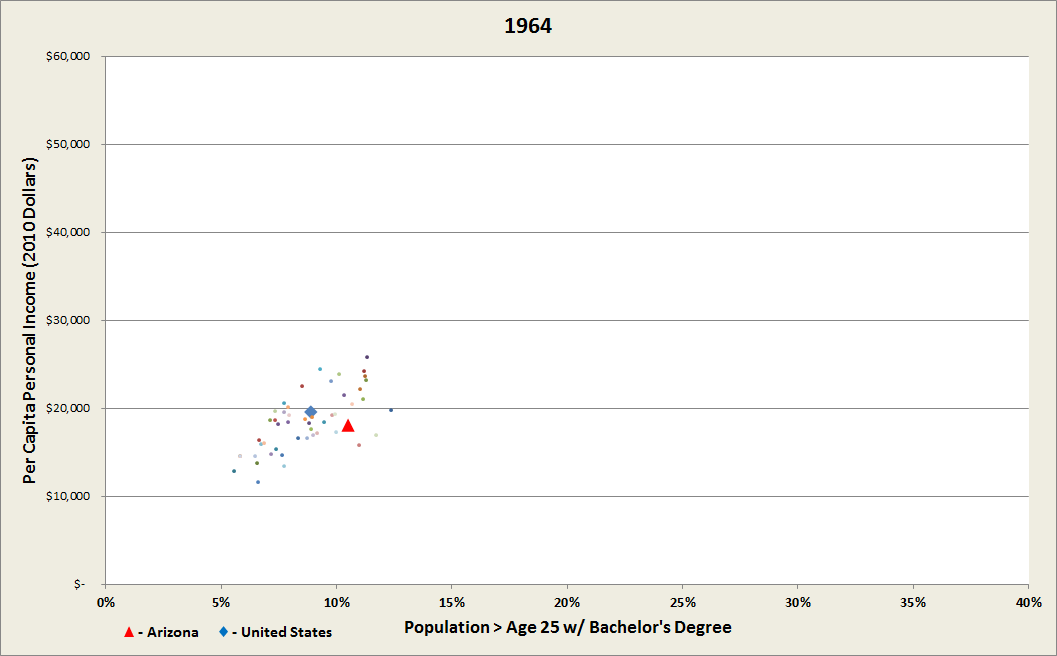 1964
$60,000
$50,000
$40,000
$30,000
$20,000
$10,000
$-
Per Capita Personal Income (2010 Dollars)
0% 5% 10% 15% 20% 25% 30% 35% 40%
Population > Age 25 w/ Bachelor's Degree
- Arizona - United States